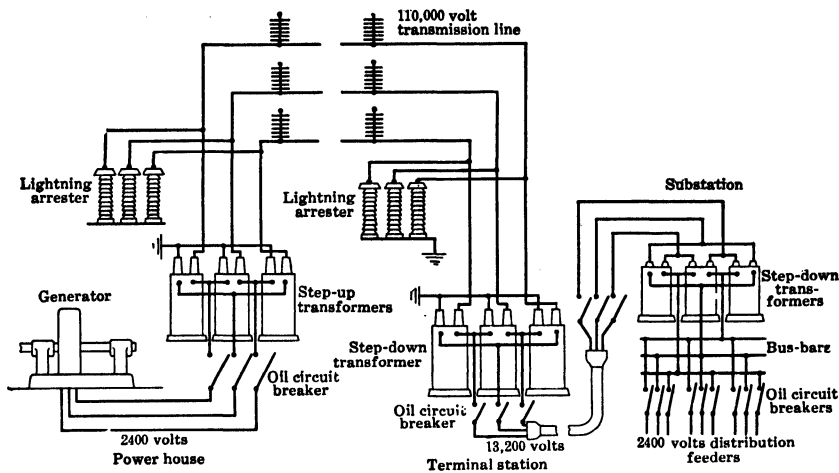 110,000 volt
transmission line
Lightning
arrester
Lightning
arrester
Substation
Generator
Step-up
transformers
Step-down
trans-
formers
Step-down
transformer
Bus-barz
Oil circuit
breaker
Oil circuit
breaker
Oil circuit
breakers
2400 volts
13,200 volts
2400 volts distribution
feeders
Power house
Terminal station